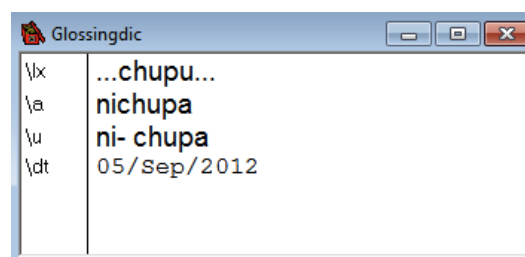 Glossingdic
\lx ...chupu...
\a nichupa
\u ni- chupa
\dt 05/Sep/2012